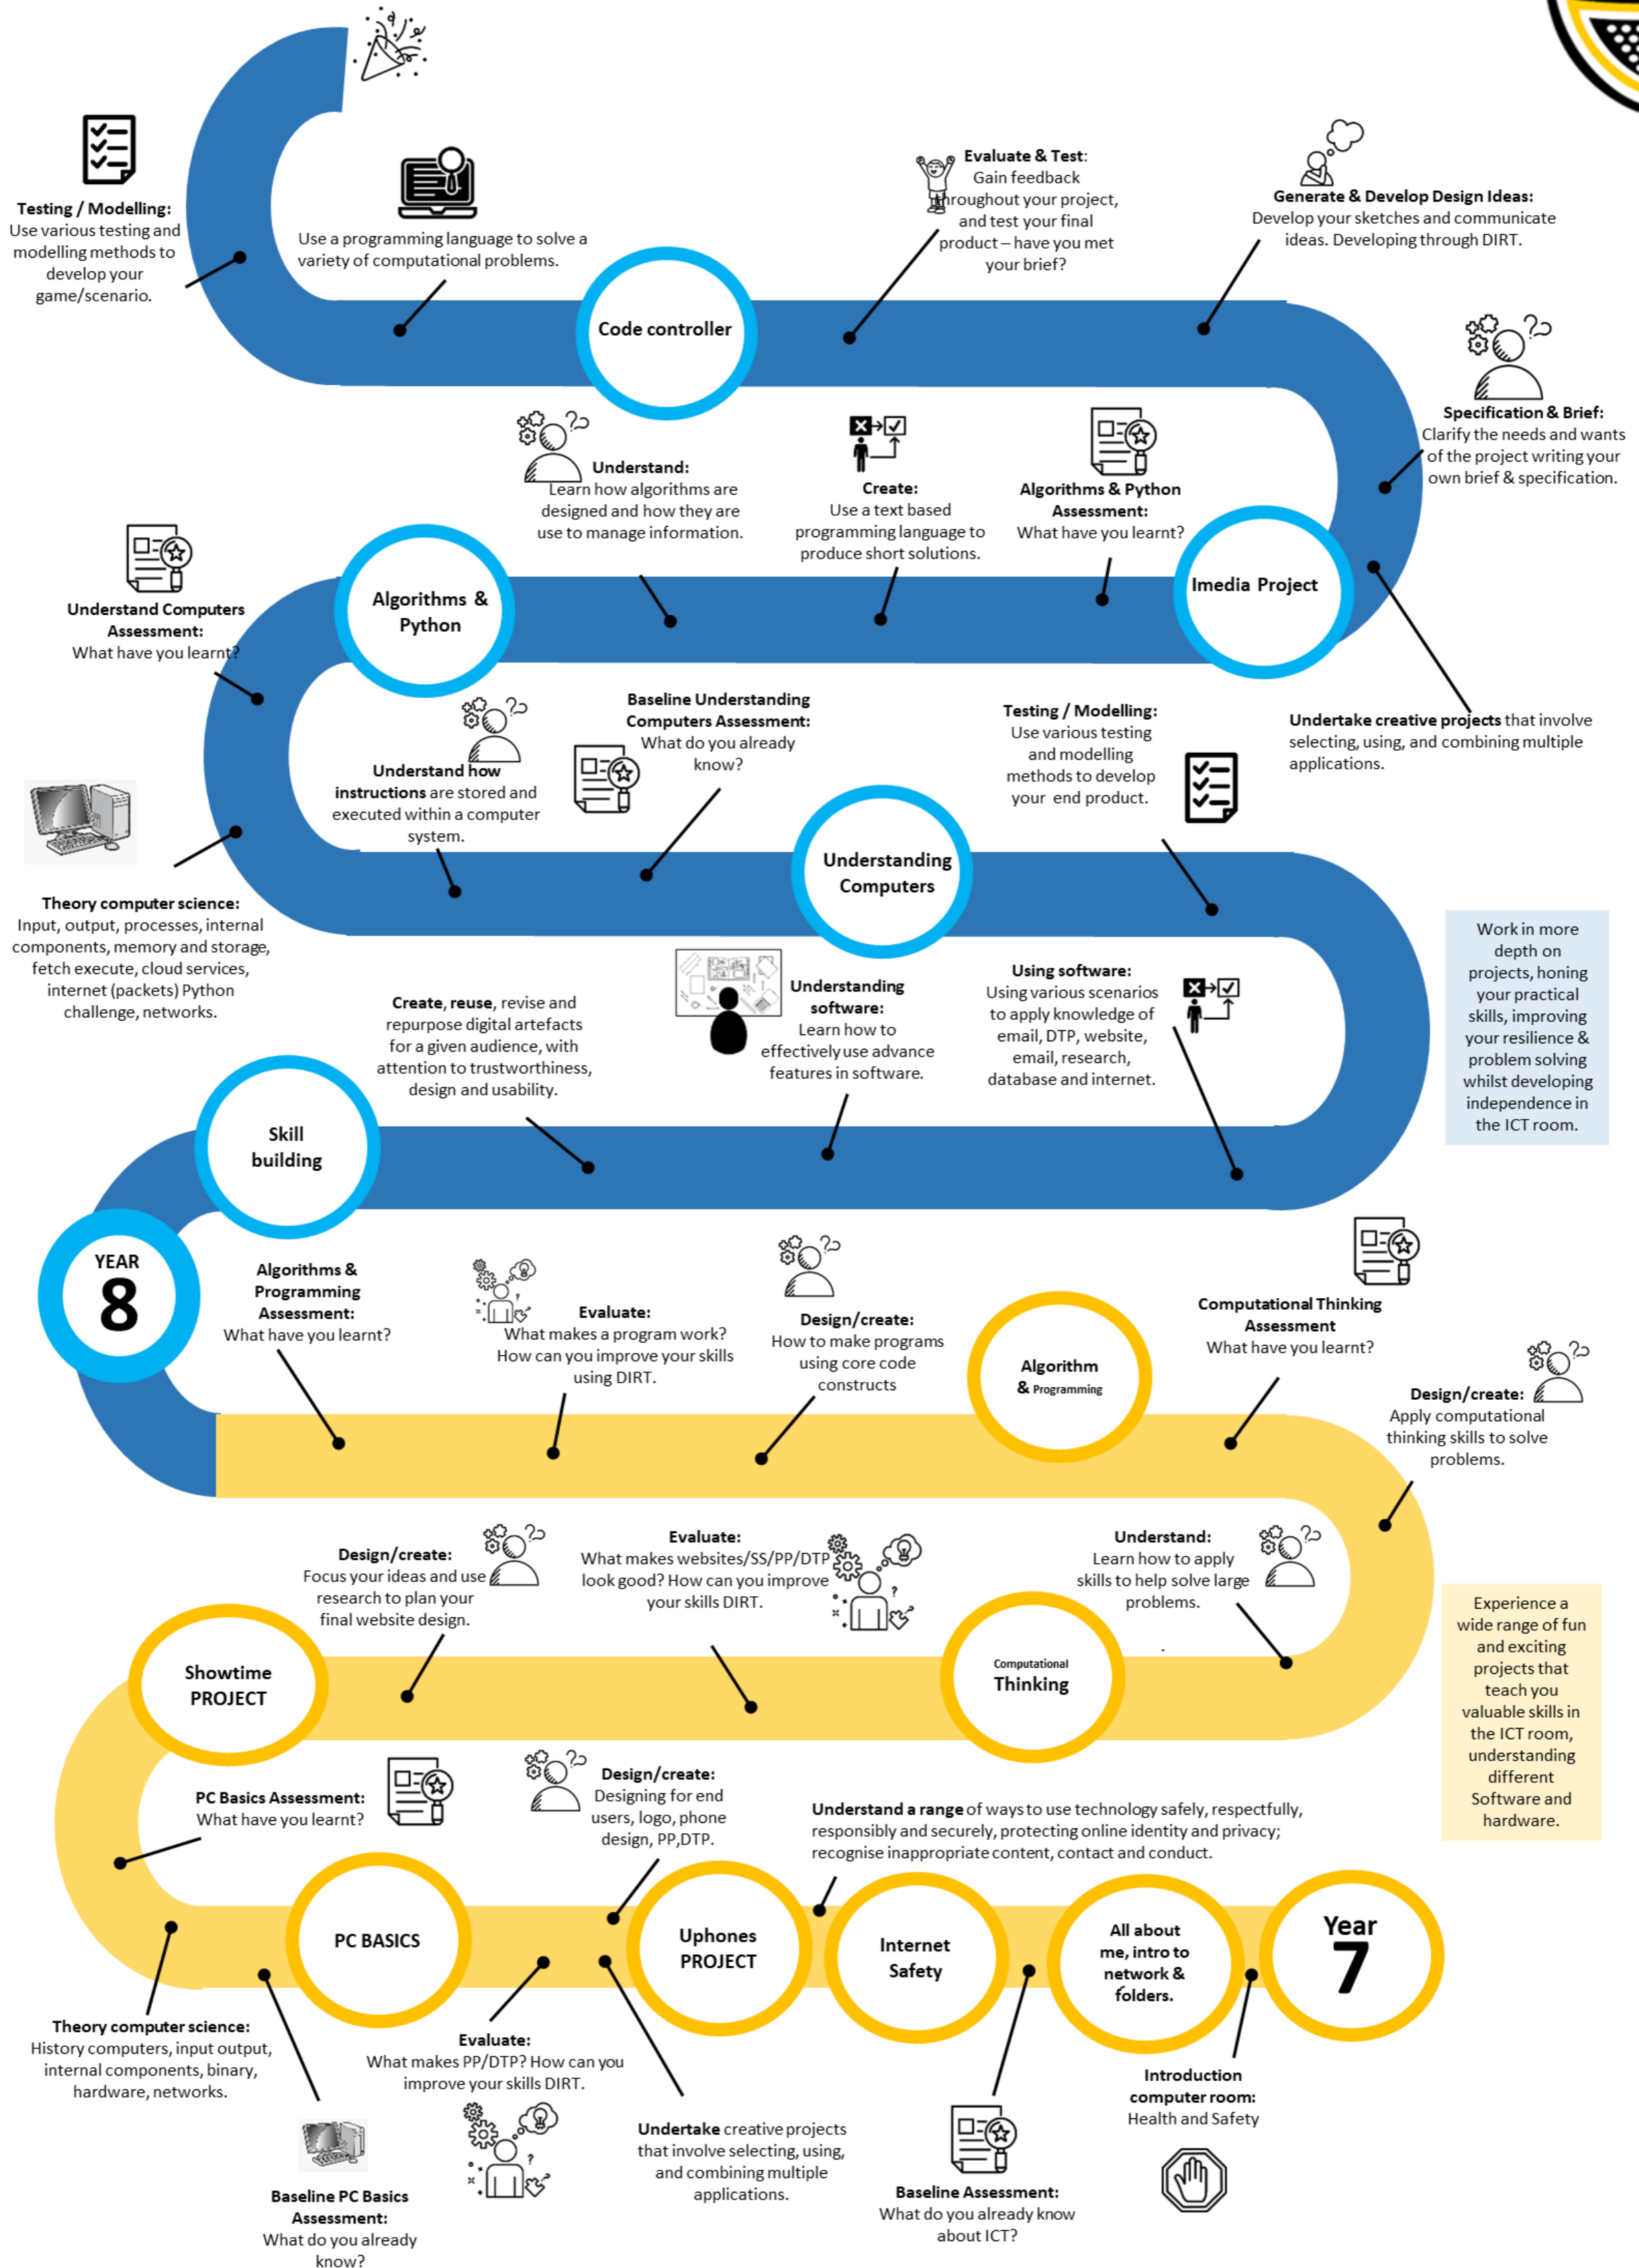 Testing / Modelling:
Use various testing and
modelling methods to
develop your
game/scenario.
Use a programming language to solve a
variety of computational problems.
Evaluate & Test:
Gain feedback
throughout your project,
and test your final
product – have you met
your brief?
Generate & Develop Design Ideas:
Develop your sketches and communicate
ideas. Developing through DIRT.
Code controller
Specification & Brief:
Clarify the needs and wants
of the project writing your
own brief & specification.
Understand:
Learn how algorithms are
designed and how they are
use to manage information.
Create:
Use a text based
programming language to
produce short solutions.
Algorithms & Python
Assessment:
What have you learnt?
Imedia Project
Algorithms &
Python
Understand Computers
Assessment:
What have you learnt?
Undertake creative projects that involve
selecting, using, and combining multiple
applications.
Understand how
instructions are stored and
executed within a computer
system.
Baseline Understanding
Computers Assessment:
What do you already
know?
Testing / Modelling:
Use various testing
and modelling
methods to develop
your end product.
Understanding
Computers
Theory computer science:
Input, output, processes, internal
components, memory and storage,
fetch execute, cloud services,
internet (packets) Python
challenge, networks.
Work in more
depth on
projects, honing
your practical
skills, improving
your resilience &
problem solving
whilst developing
independence in
the ICT room.
Create, reuse, revise and
repurpose digital artefacts
for a given audience, with
attention to trustworthiness,
design and usability.
Understanding
software:
Learn how to
effectively use advance
features in software.
Using software:
Using various scenarios
to apply knowledge of
email, DTP, website,
email, research,
database and internet.
Skill
building
YEAR
8
Algorithms &
Programming
Assessment:
What have you learnt?
Evaluate:
What makes a program work?
How can you improve your skills
using DIRT.
Design/create:
How to make programs
using core code
constructs
Algorithm
& Programming
Computational Thinking
Assessment
What have you learnt?
Design/create:
Apply computational
thinking skills to solve
problems.
Design/create:
Focus your ideas and use
research to plan your
final website design.
Evaluate:
What makes websites/SS/PP/DTP
look good? How can you improve
your skills DIRT.
Understand:
Learn how to apply
skills to help solve large
problems.
.
Showtime
PROJECT
Computational
Thinking
Experience a
wide range of fun
and exciting
projects that
teach you
valuable skills in
the ICT room,
understanding
different
Software and
hardware.
PC Basics Assessment:
What have you learnt?
Design/create:
Designing for end
users, logo, phone
design, PP,DTP.
Understand a range of ways to use technology safely, respectfully,
responsibly and securely, protecting online identity and privacy;
recognise inappropriate content, contact and conduct.
PC BASICS
Uphones
PROJECT
Internet
Safety
All about
me, intro to
network &
folders.
Year
7
Theory computer science:
History computers, input output,
internal components, binary,
hardware, networks.
Evaluate:
What makes PP/DTP? How can you
improve your skills DIRT.
Introduction
computer room:
Health and Safety
Undertake creative projects
that involve selecting, using,
and combining multiple
applications.
Baseline PC Basics
Assessment:
What do you already
know?
Baseline Assessment:
What do you already know
about ICT?